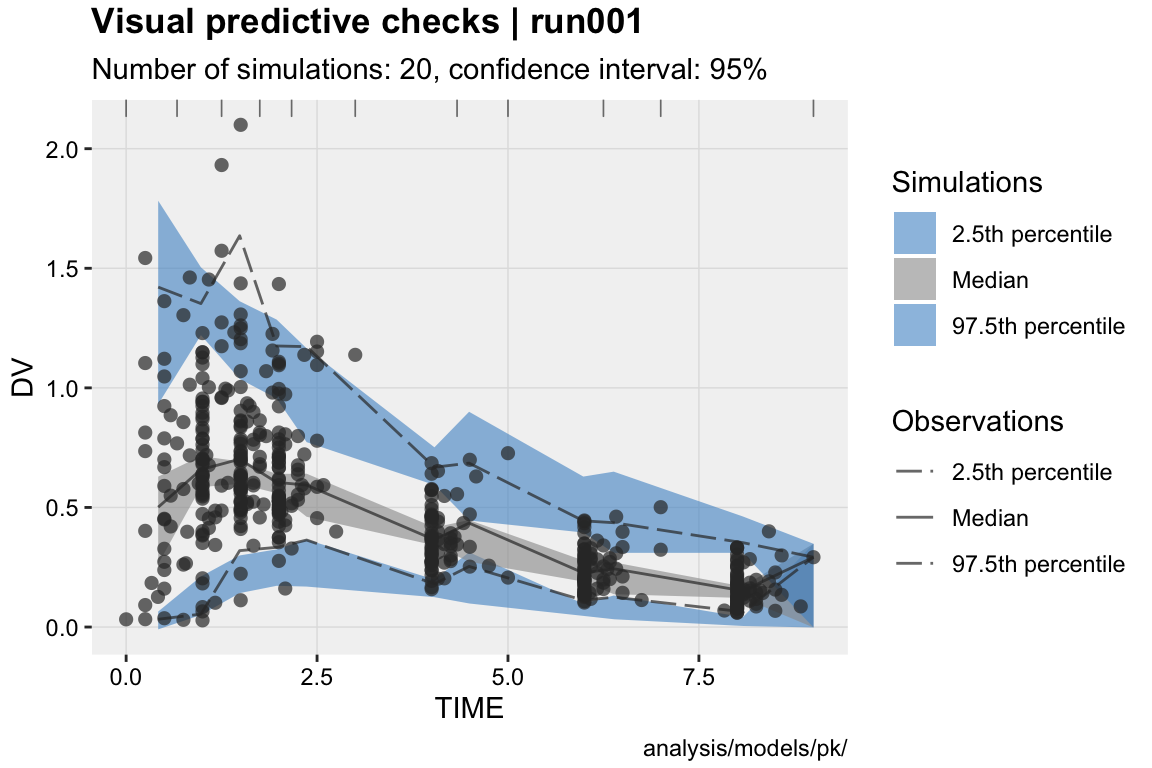 Visual predictive checks | run001
Number of simulations: 20, confidence interval: 95%
2.0
1.5
1.0
0.5
0.0
DV
0.0 2.5 5.0 7.5
TIME
analysis/models/pk/
Simulations
2.5th percentile
Median
97.5th percentile
Observations
2.5th percentile
Median
97.5th percentile